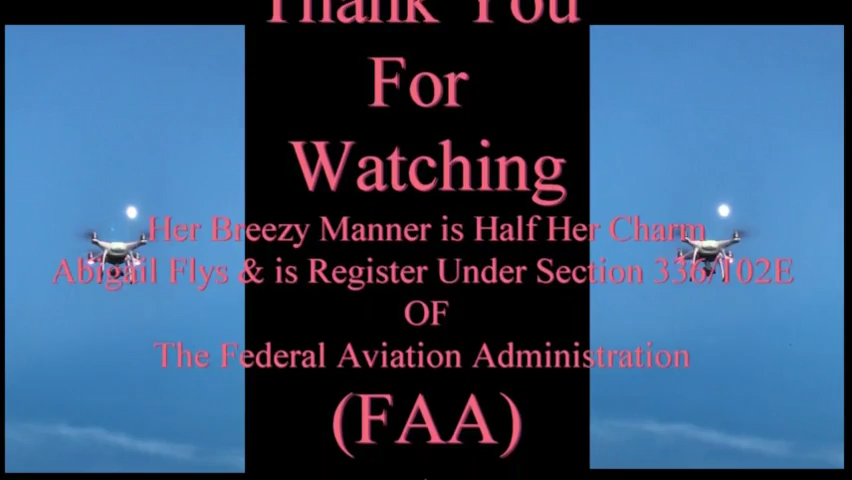 Thank You
For
Watching
Her Breezy Manner is Half Her Charm
Abigail Flys & is Register Under Section 336/102E
OF
The Federal Aviation Administration
(FAA)